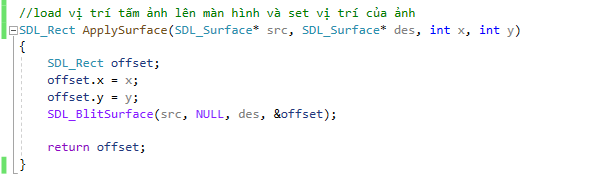 //load vị trí tấm ảnh lên màn hình và set vị trí của ảnh
SDL_Rect ApplySurface(SDL_Surface* src, SDL_Surface* des, int x, int y)
{
SDL_Rect offset;
offset.x = x;
offset.y = y;
SDL_BlitSurface(src, NULL, des, &offset);
return offset;
}